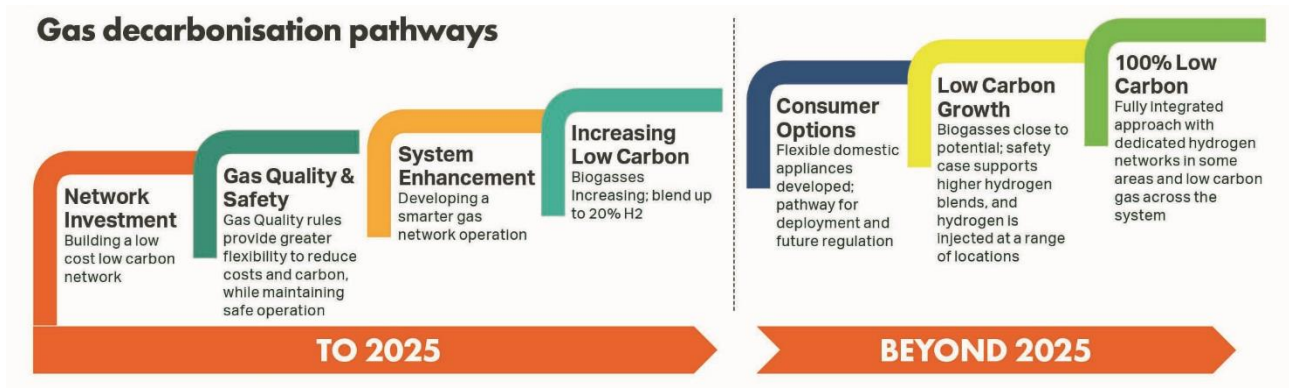 Gas decarbonisation pathways
Network
Investment
Building a low
cost low carbon
network
Gas Quality &
Safety
Gas Quality rules
provide greater
flexibility to reduce
costs and carbon,
while maintaining
safe operation
System
Enhancement
Developing a
smarter gas
network operation
Increasing
Low Carbon
Biogasses
Increasing; blend up
to 20% H2
Consumer
Options
Flexible domestic
appliances
developed;
pathway for
deployment and
future regulation
Low Carbon
Growth
Biogasses close to
potential; safety
case supports
higher hydrogen
blends, and
hydrogen is
injected at a range
of locations
100% Low
Carbon
Fully integrated
approach with
dedicated hydrogen
networks in some
areas and low carbon
gas across the
system
TO 2025
BEYOND 2025